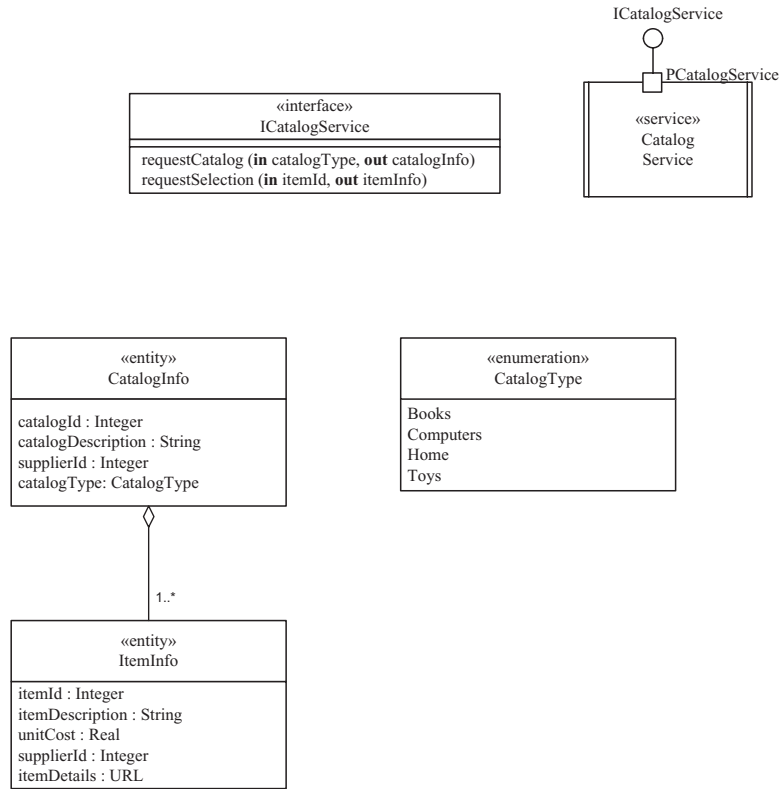 ICatalogService
PCatalogService
«service»
Catalog
Service
«interface»
ICatalogService
requestCatalog (in catalogType, out catalogInfo)
requestSelection (in itemId, out itemInfo)
«entity»
CatalogInfo
catalogId : Integer
catalogDescription : String
supplierId : Integer
catalogType: CatalogType
«enumeration»
CatalogType
Books
Computers
Home
Toys
1..*
«entity»
ItemInfo
itemId : Integer
itemDescription : String
unitCost : Real
supplierId : Integer
itemDetails : URL